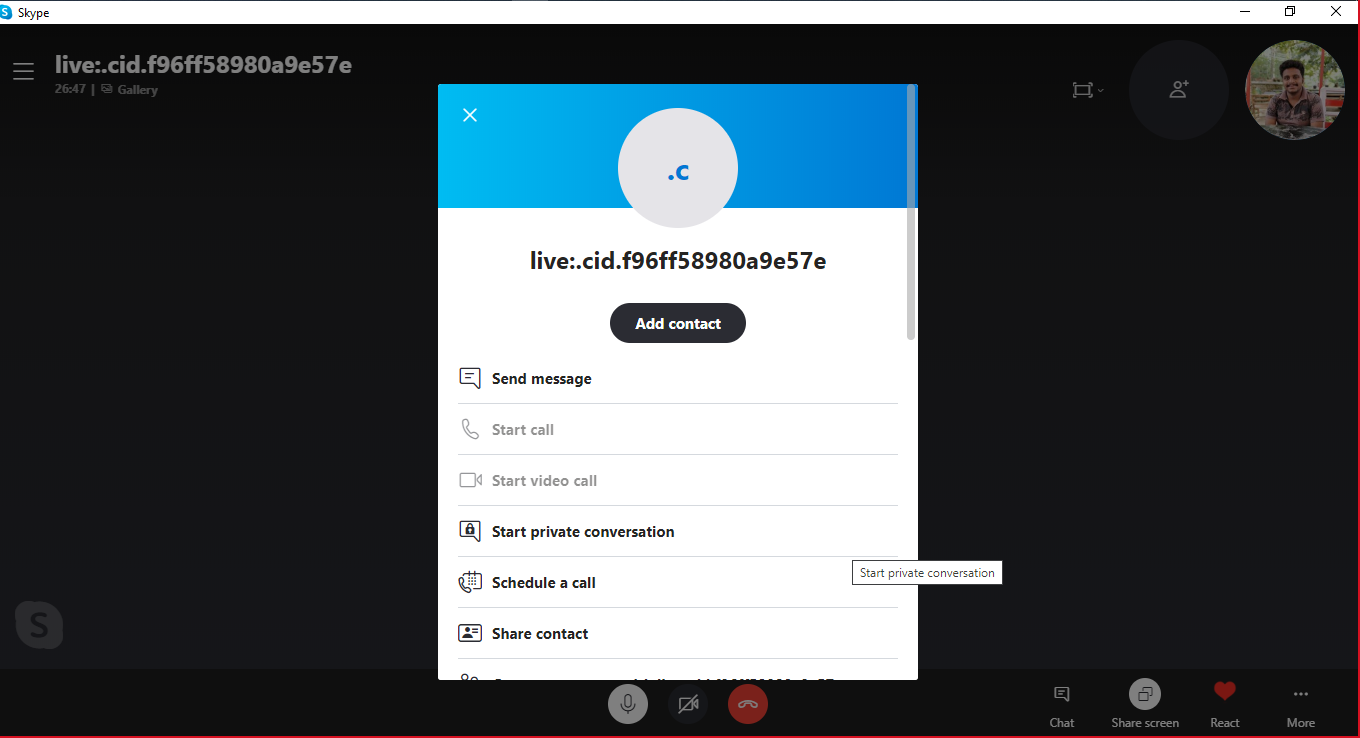 Skype
live:.cid.f96ff58980a9e57e
26:47 | Gallery
.c
live:.cid.f96ff58980a9e57e
Add contact
Send message
Start call
Start video call
Start private conversation
Start private conversation
Schedule a call
Share contact
S
Chat
Share screen
React
More